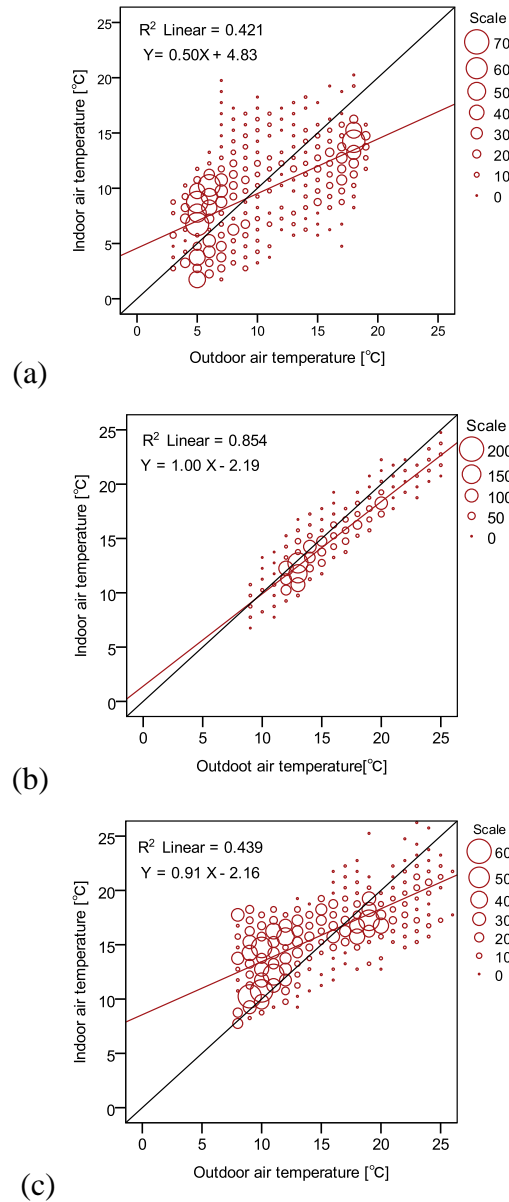 R² Linear = 0.421
Y = 0.50X + 4.83
Indoor air temperature [°C]
25
20
15
10
5
0
0 5 10 15 20 25
Outdoor air temperature [°C]
Scale
70
60
50
40
30
20
10
0
(a)
R² Linear = 0.854
Y = 1.00 X - 2.19
Indoor air temperature [°C]
25
20
15
10
5
0
0 5 10 15 20 25
Outdoot air temperature[°C]
Scale
200
150
100
50
0
(b)
R² Linear = 0.439
Y = 0.91 X - 2.16
Indoor air temperature [°C]
25
20
15
10
5
0
0 5 10 15 20 25
Outdoor air temperature [°C]
Scale
60
50
40
30
20
10
0
(c)